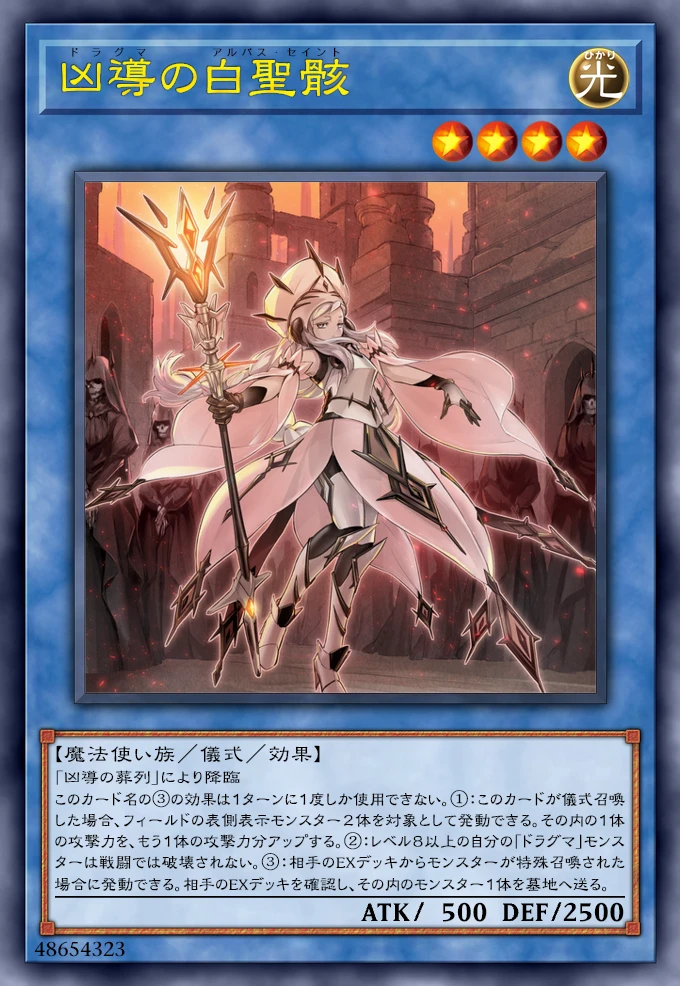 ドラグマ アルバス・セイント
凶導の白聖骸
ひかり
光
【魔法使い族／儀式／効果】
「凶導の葬列」により降臨
このカード名の③の効果は１ターンに１度しか使用できない。①：このカードが儀式召喚
した場合、フィールドの表側表示モンスター２体を対象として発動できる。その内の１体
の攻撃力を、もう１体の攻撃力分アップする。②：レベル８以上の自分の「ドラグマ」モンス
ターは戦闘では破壊されない。③：相手のEXデッキからモンスターが特殊召喚された
場合に発動できる。相手のEXデッキを確認し、その内のモンスター１体を墓地へ送る。
ATK/ 500 DEF/2500
48654323